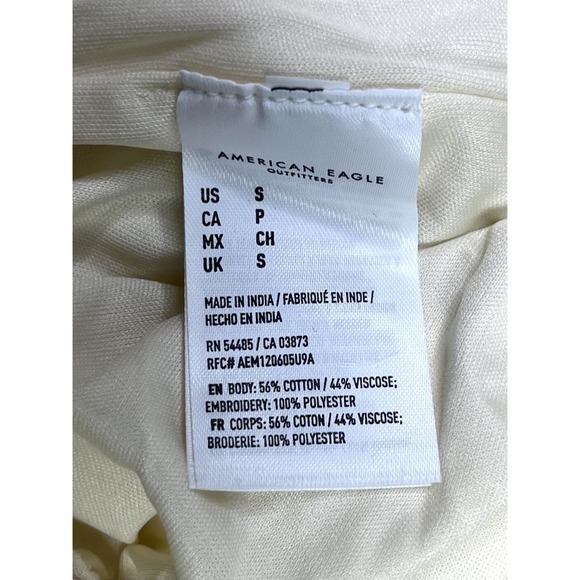 AMERICAN EAGLE
OUTFITTERS
US S
CA P
MX CH
UK S
MADE IN INDIA / FABRIQUÉ EN INDE /
HECHO EN INDIA
RN 54485 / CA 03873
RFC# AEM120605U9A
EN BODY: 56% COTTON / 44% VISCOSE;
EMBROIDERY: 100% POLYESTER
FR CORPS: 56% COTON / 44% VISCOSE;
BRODERIE: 100% POLYESTER